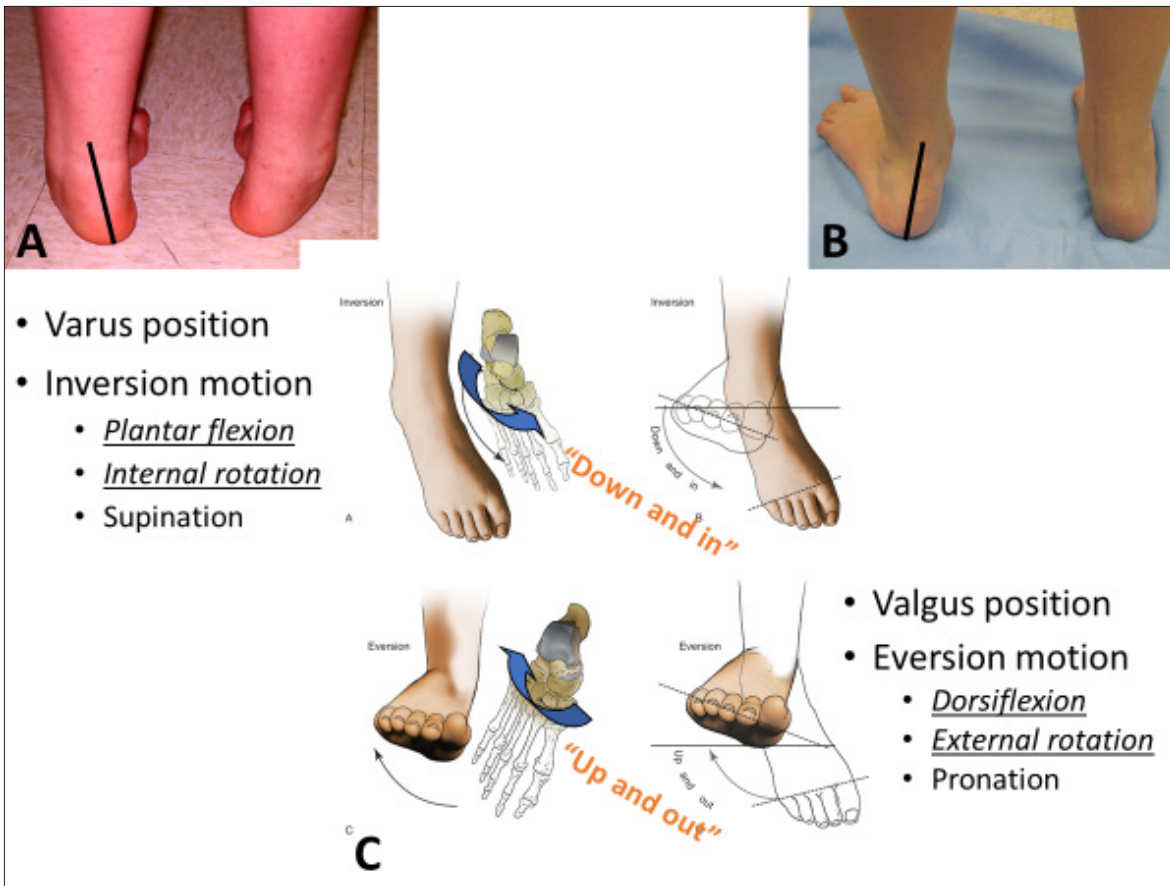 A
B
• Varus position
• Inversion motion
• Plantar flexion
• Internal rotation
• Supination
Inversion
A
Inversion
Down and in
B
"Down and in"
Eversion
C
Eversion
Up and out
"Up and out"
C
• Valgus position
• Eversion motion
• Dorsiflexion
• External rotation
• Pronation